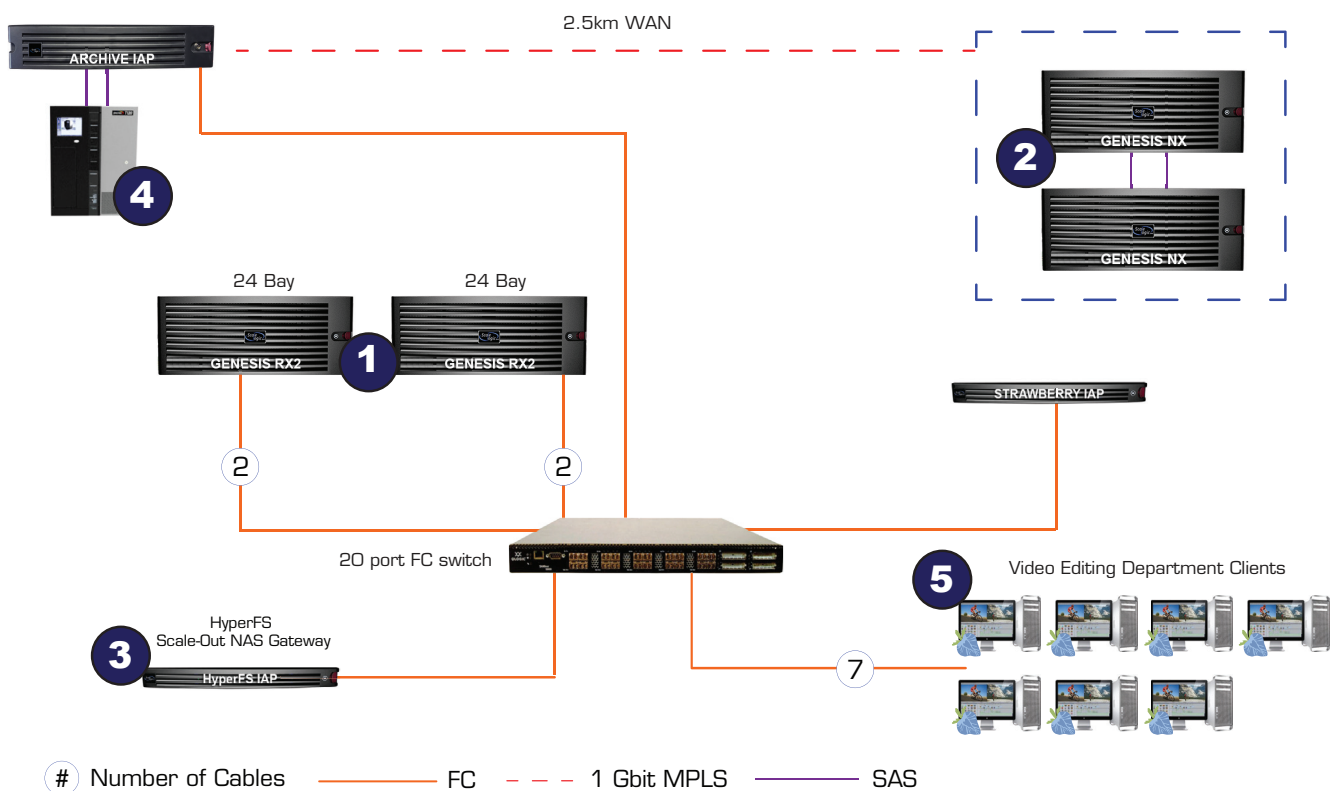 2.5km WAN
ARCHIVE IAP
GENESIS NX
2
GENESIS NX
4
24 Bay
24 Bay
GENESIS RX2
1
GENESIS RX2
STRAWBERRY IAP
2
2
20 port FC switch
5
Video Editing Department Clients
HyperFS
Scale-Out NAS Gateway
3
HyperFS IAP
7
# Number of Cables
FC
1 Gbit MPLS
SAS